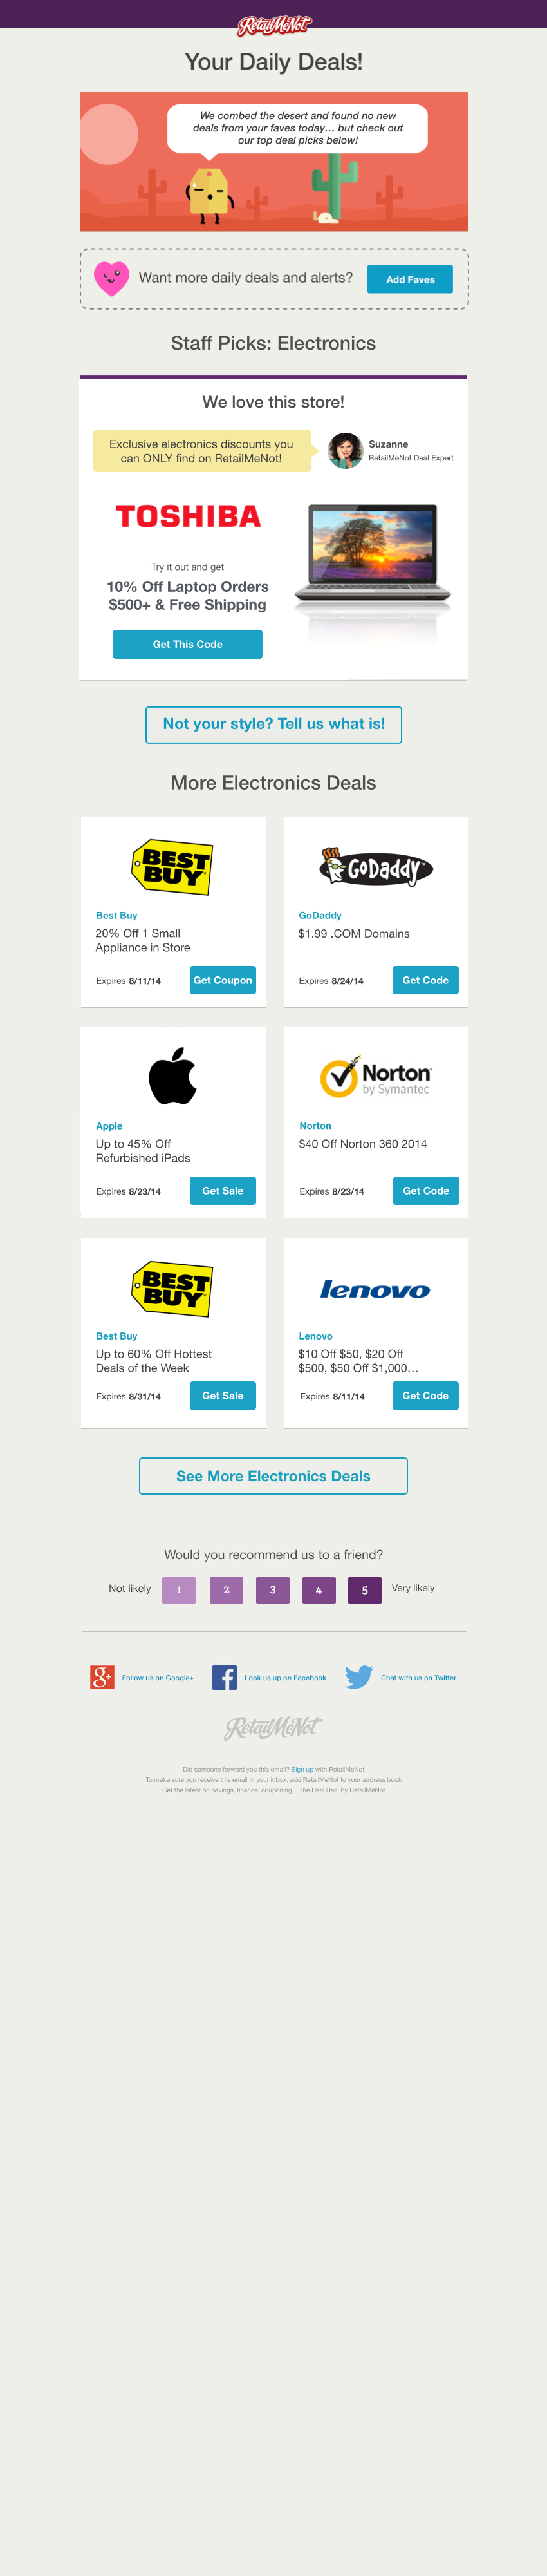 RetailMeNot
Your Daily Deals!
We combed the desert and found no new
deals from your faves today... but check out
our top deal picks below!
Want more daily deals and alerts?
Add Faves
Staff Picks: Electronics
We love this store!
Exclusive electronics discounts you
can ONLY find on RetailMeNot!
Suzanne
RetailMeNot Deal Expert
TOSHIBA
Try it out and get
10% Off Laptop Orders
$500+ & Free Shipping
Get This Code
Not your style? Tell us what is!
More Electronics Deals
BEST
BUY
Best Buy
20% Off 1 Small
Appliance in Store
Expires 8/11/14
Get Coupon
GoDaddy
GoDaddy
$1.99 .COM Domains
Expires 8/24/14
Get Code
Apple
Up to 45% Off
Refurbished iPads
Expires 8/23/14
Get Sale
Norton
by Symantec
Norton
$40 Off Norton 360 2014
Expires 8/23/14
Get Code
BEST
BUY
Best Buy
Up to 60% Off Hottest
Deals of the Week
Expires 8/31/14
Get Sale
lenovo
Lenovo
$10 Off $50, $20 Off
$500, $50 Off $1,000...
Expires 8/11/14
Get Code
See More Electronics Deals
Would you recommend us to a friend?
Not likely 1 2 3 4 5 Very likely
g+ Follow us on Google+
f Look us up on Facebook
Chat with us on Twitter
RetailMeNot
Did someone forward you this email? Sign up with RetailMeNot
To make sure you receive this email in your inbox, add RetailMeNot to your address book
Get the latest on savings, finance, couponing... The Real Deal by RetailMeNot